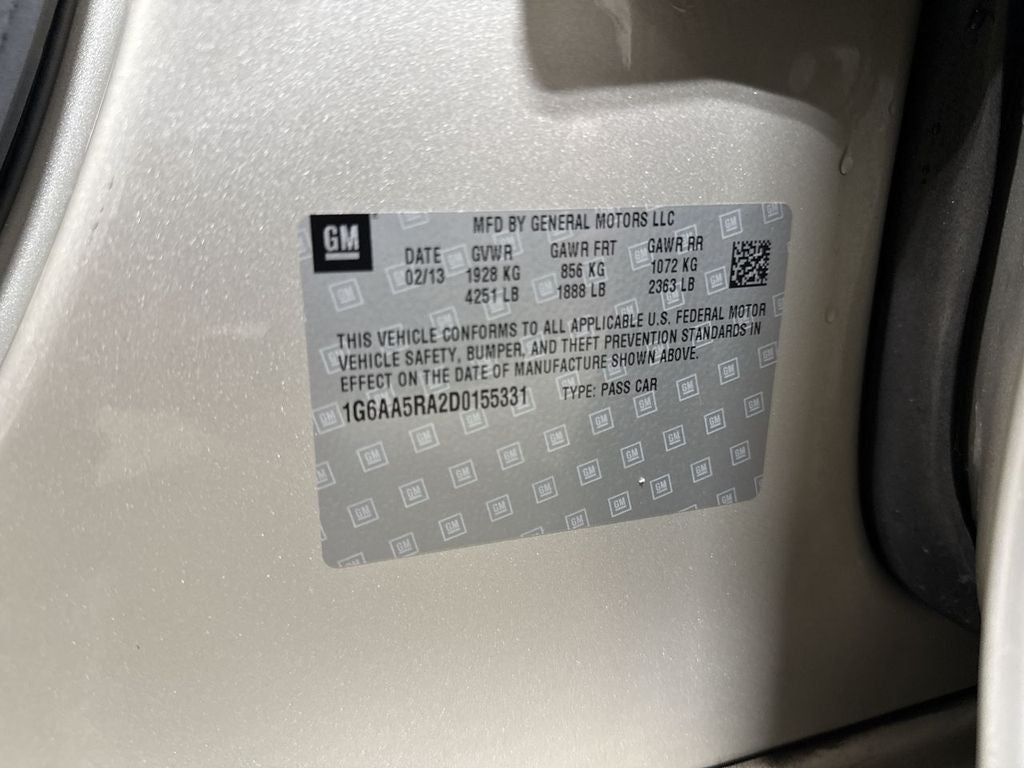 GM
MFD BY GENERAL MOTORS LLC
DATE GVWR GAWR FRT GAWR RR
02/13 1928 KG 856 KG 1072 KG
4251 LB 1888 LB 2363 LB
THIS VEHICLE CONFORMS TO ALL APPLICABLE U.S. FEDERAL MOTOR
VEHICLE SAFETY, BUMPER, AND THEFT PREVENTION STANDARDS IN
EFFECT ON THE DATE OF MANUFACTURE SHOWN ABOVE.
1G6AA5RA2D0155331 TYPE: PASS CAR